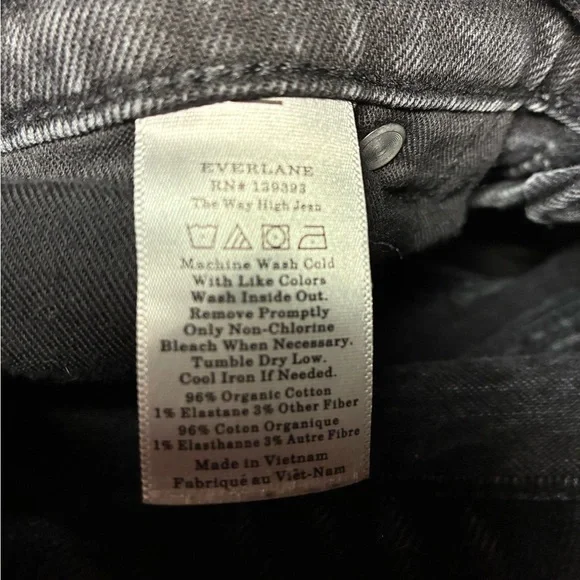 EVERLANE
RN# 139393
The Way High Jean
Machine Wash Cold
With Like Colors
Wash Inside Out.
Remove Promptly
Only Non-Chlorine
Bleach When Necessary.
Tumble Dry Low.
Cool Iron If Needed.
96% Organic Cotton
1% Elastane 3% Other Fiber
96% Coton Organique
1% Elasthanne 3% Autre Fibre
Made in Vietnam
Fabriqué au Viêt-Nam